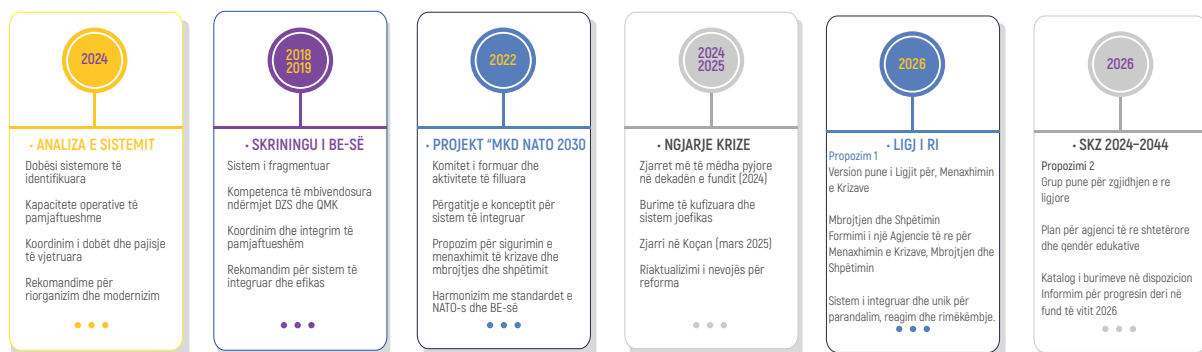 2024
· ANALIZA E SISTEMIT
Dobësi sistemore të
identifikuara
Kapacitete operative të
pamjaftueshme
Koordinim i dobët dhe pajisje
të vjetruara
Rekomandime për
riorganizim dhe modernizim
2018
2019
· SKRININGU I BE-SË
Sistem i fragmentuar
Kompetenca të mbivendosura
ndërmjet DZS dhe QMK
Koordinim dhe integrim të
pamjaftueshëm
Rekomandim për sistem të
integruar dhe efikas
2022
· PROJEKT "MKD NATO 2030
Komitet i formuar dhe
aktivitete të filluara
Përgatitje e konceptit për
sistem të integruar
Propozim për sigurimin e
menaxhimit të krizave dhe
mbrojtjes dhe shpëtimit
Harmonizim me standardet e
NATO-s dhe BE-së
2024
2025
· NGJARJE KRIZE
Zjarret më të mëdha pyjore
në dekadën e fundit (2024)
Burime të kufizuara dhe
sistem joefikas
Zjarri në Koçan (mars 2025)
Riaktualizimi i nevojës për
reforma
2026
· LIGJ I RI
Propozim 1
Version pune i Ligjit për, Menaxhimin
e Krizave
Mbrojtjen dhe Shpëtimin
Formimi i një Agjencie të re për
Menaxhimin e Krizave, Mbrojtjen dhe
Shpëtimin
Sistem i integruar dhe unik për
parandalim, reagim dhe rimëkëmbje.
2026
· SKZ 2024–2044
Propozimi 2
Grup pune për zgjidhjen e re
ligjore
Plan për agjenci të re shtetërore
dhe qendër edukative
Katalog i burimeve në dispozicion
Informim për progresin deri në
fund të vitit 2026